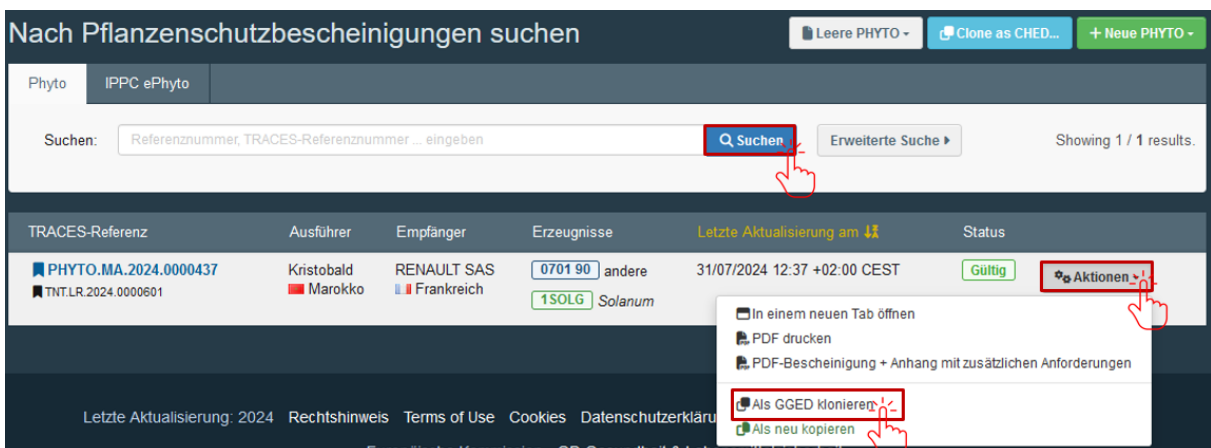 Nach Pflanzenschutzbescheinigungen suchen
Leere PHYTO
Clone as CHED...
+ Neue PHYTO
Phyto
IPPC ePhyto
Suchen:
Referenznummer, TRACES-Referenznummer ... eingeben
Suchen
Erweiterte Suche
Showing 1 / 1 results.
TRACES-Referenz Ausführer Empfänger Erzeugnisse Letzte Aktualisierung am Status
PHYTO.MA.2024.0000437 Kristobald RENAULT SAS 0701 90 andere 31/07/2024 12:37 +02:00 CEST Gültig Aktionen
TNT.LR.2024.0000601 Marokko Frankreich 1SOLG Solanum
In einem neuen Tab öffnen
PDF drucken
PDF-Bescheinigung + Anhang mit zusätzlichen Anforderungen
Als GGED klonieren
Als neu kopieren
Letzte Aktualisierung: 2024 Rechtshinweis Terms of Use Cookies Datenschutzerkläru